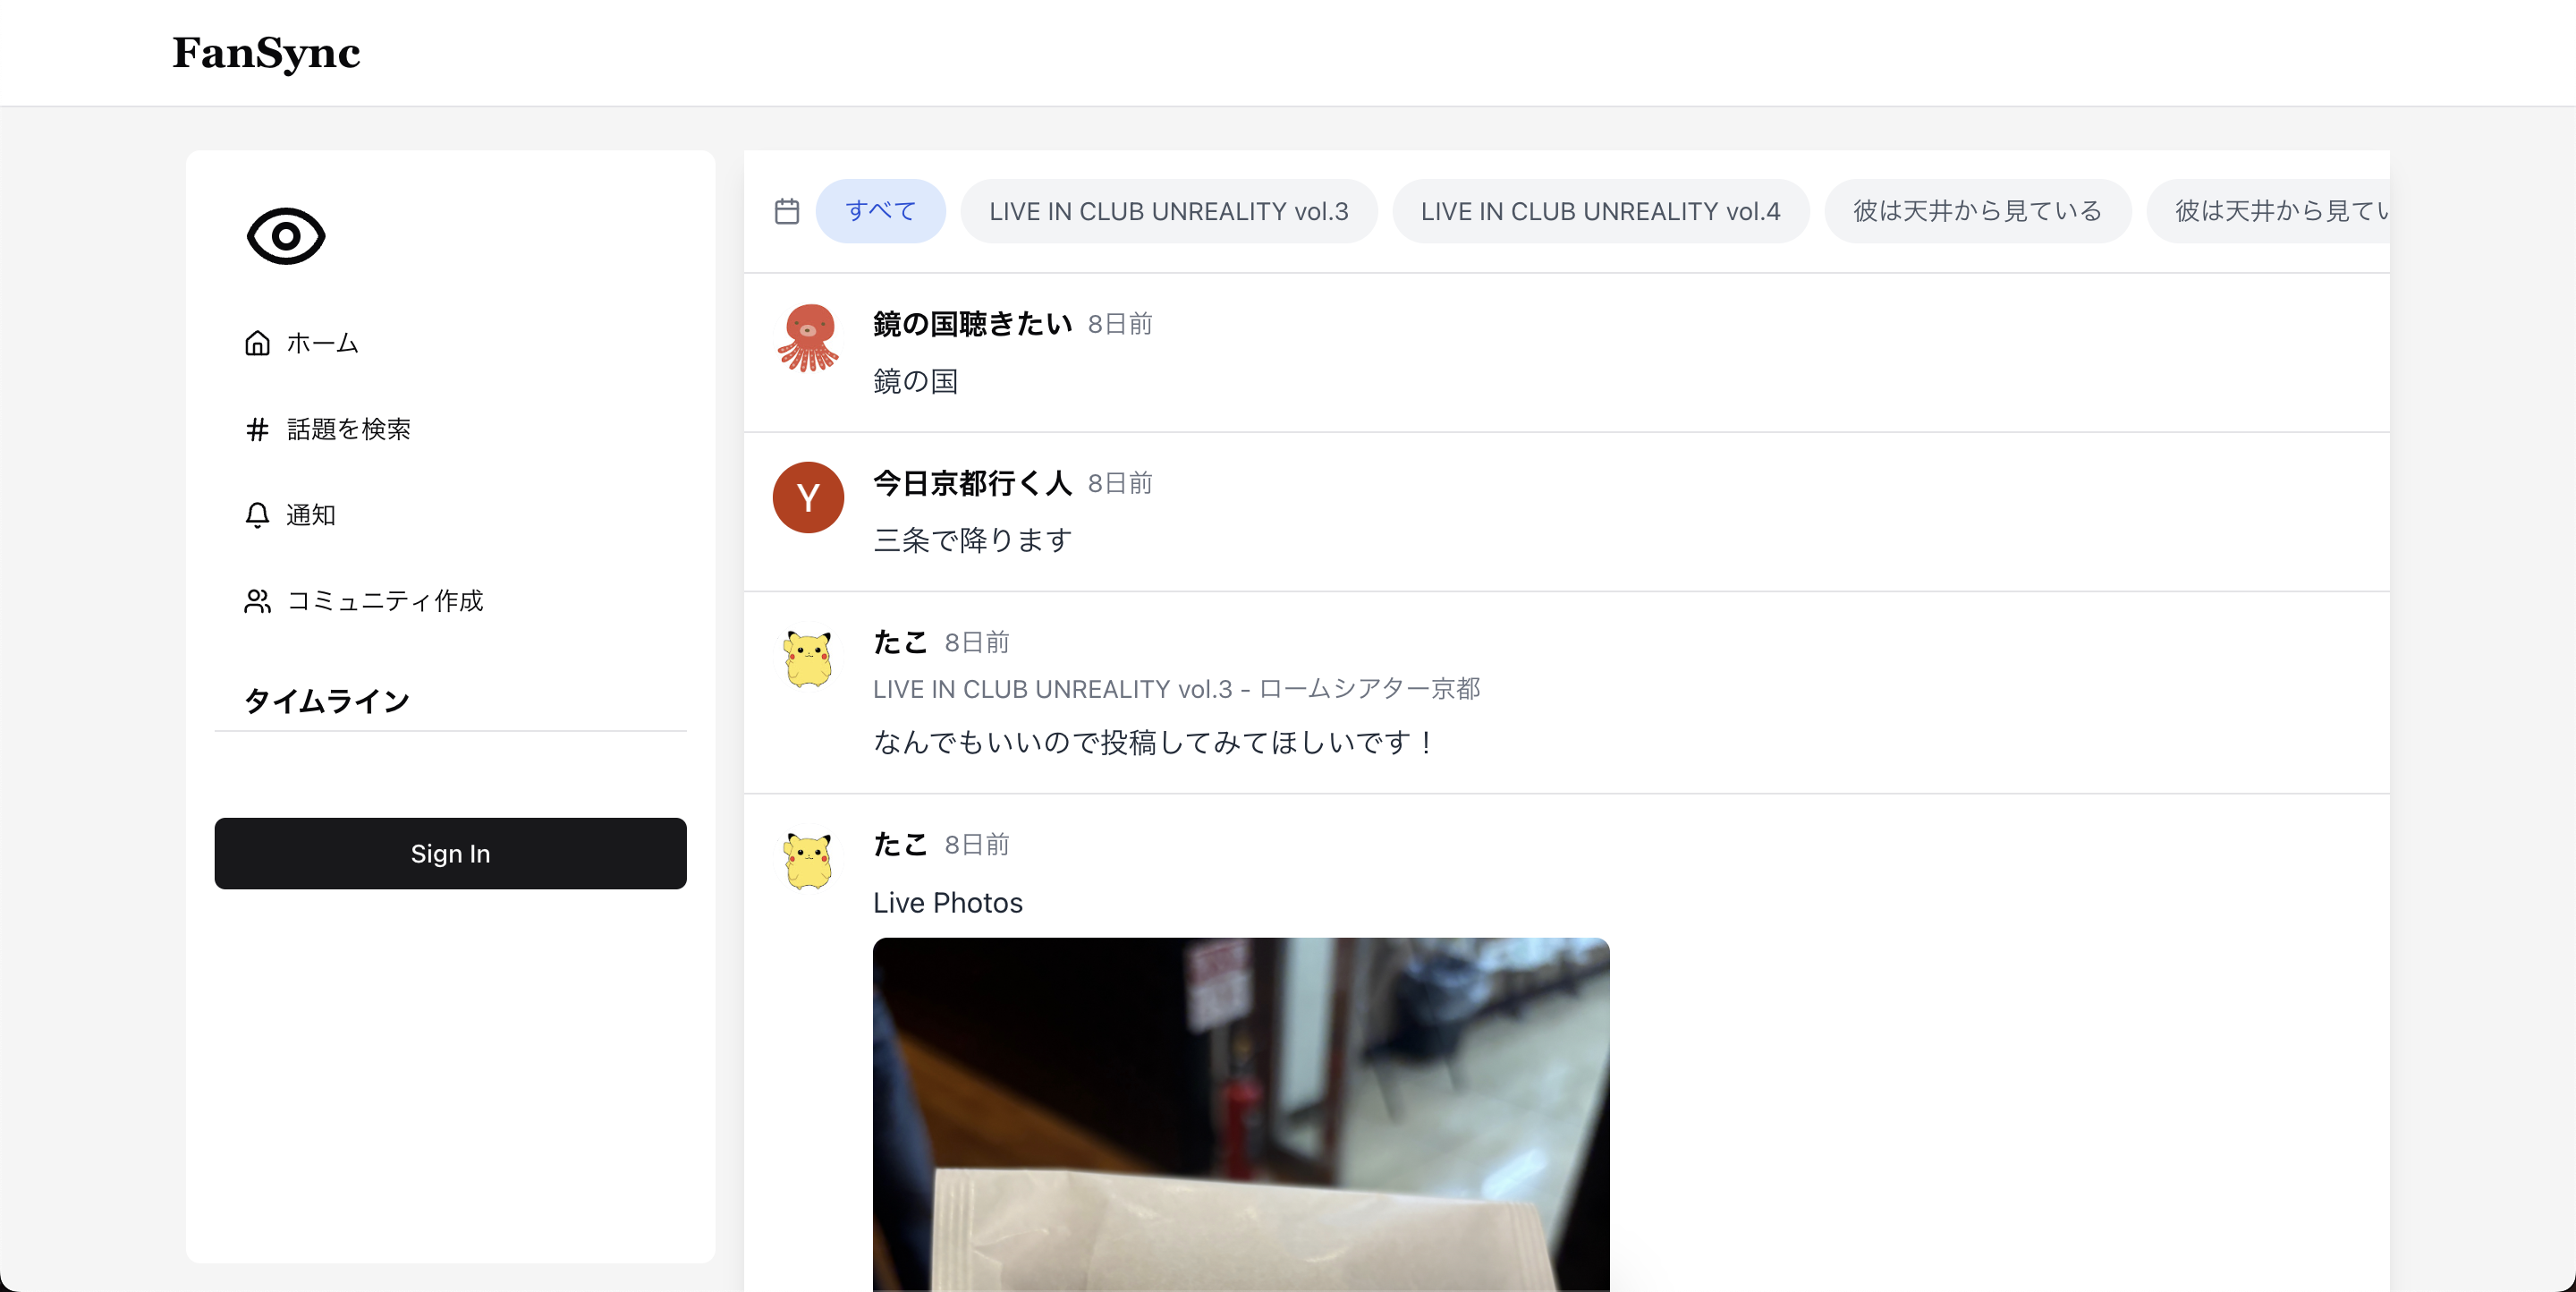 FanSync
ホーム
# 話題を検索
通知
コミュニティ作成
タイムライン
Sign In
すべて
LIVE IN CLUB UNREALITY vol.3
LIVE IN CLUB UNREALITY vol.4
彼は天井から見ている
彼は天井から見てい
鏡の国聴きたい 8日前
鏡の国
Y
今日京都行く人 8日前
三条で降ります
たこ 8日前
LIVE IN CLUB UNREALITY vol.3 - ロームシアター京都
なんでもいいので投稿してみてほしいです！
たこ 8日前
Live Photos